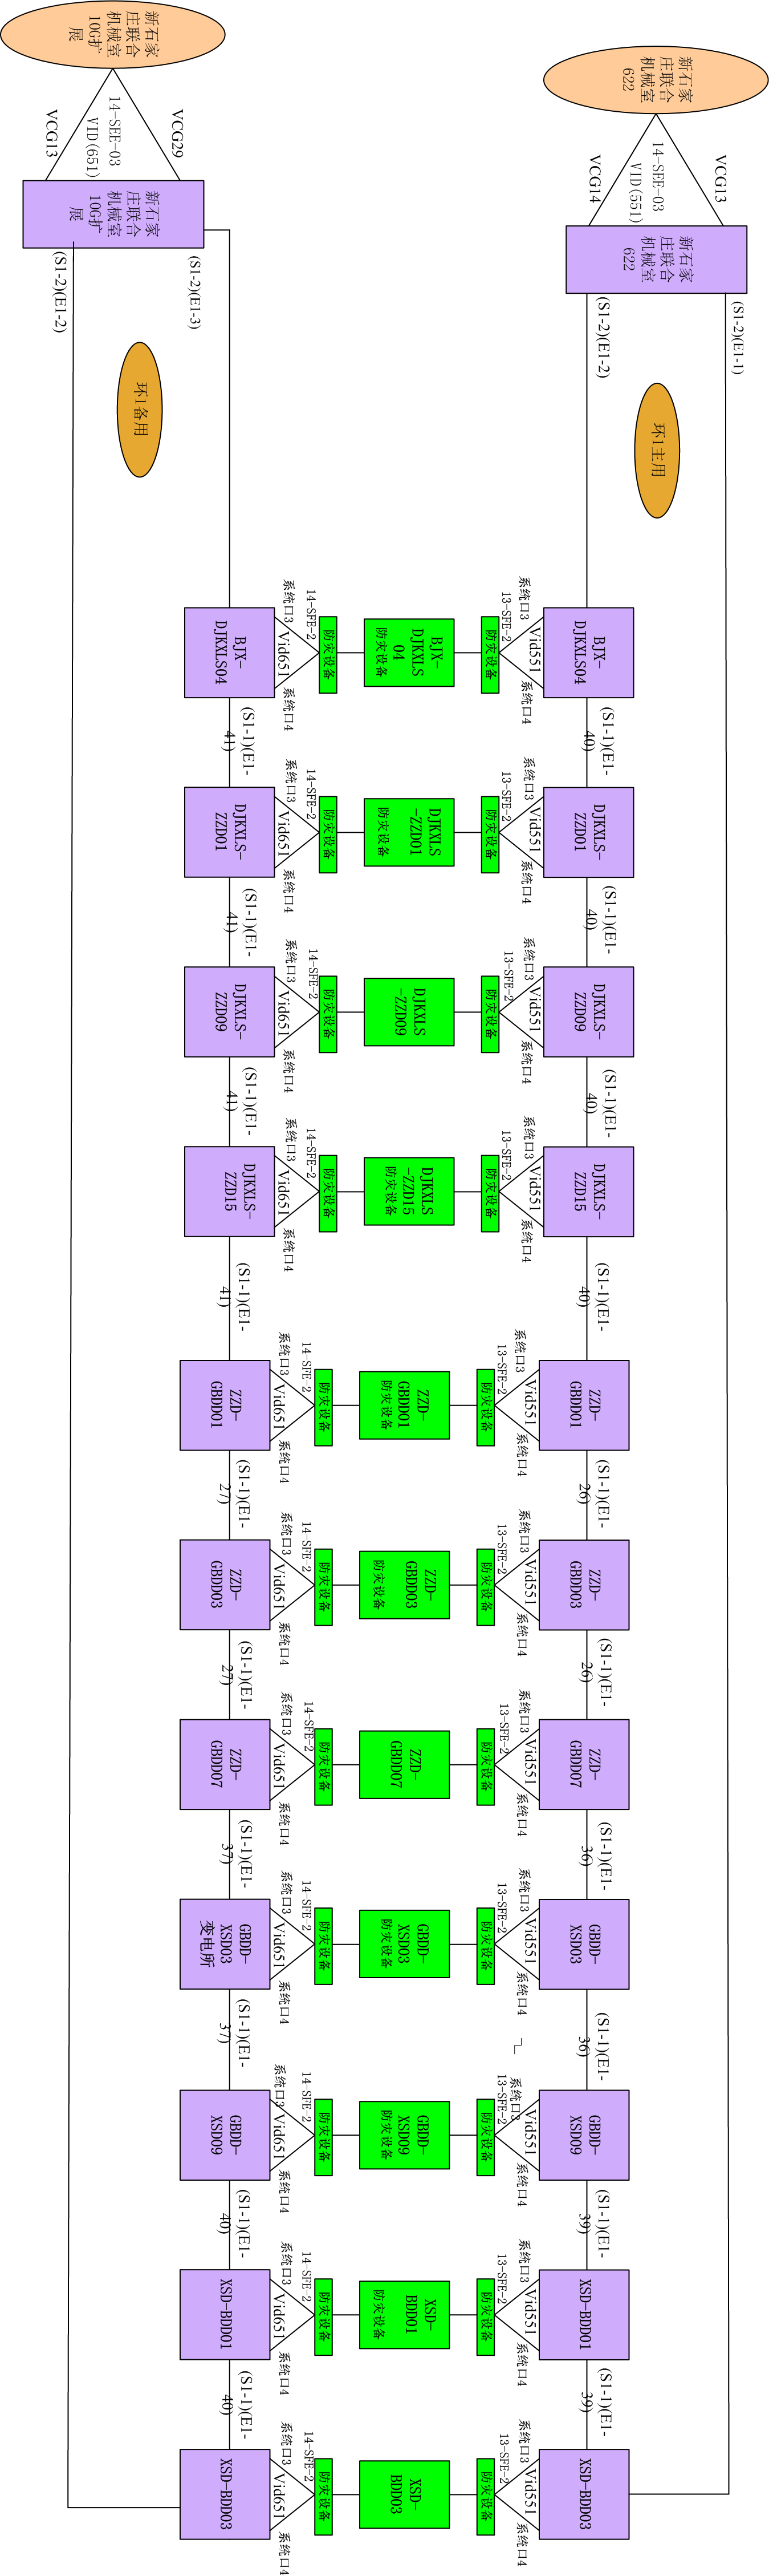 新石家
庄联合
机械室
622
VCG13
14-SEE-03
VID(551)
VCG14
新石家
庄联合
机械室
622
(S1-2)(E1-1)
(S1-2)(E1-2)
环1主用
BJX-
DJKXLS04
(S1-1)(E1-
40)
DJKXLS-
ZZD01
(S1-1)(E1-
40)
DJKXLS-
ZZD09
(S1-1)(E1-
40)
DJKXLS-
ZZD15
(S1-1)(E1-
40)
ZZD-
GBDD01
(S1-1)(E1-
26)
ZZD-
GBDD03
(S1-1)(E1-
26)
ZZD-
GBDD07
(S1-1)(E1-
36)
GBDD-
XSD03
(S1-1)(E1-
36)
GBDD-
XSD09
(S1-1)(E1-
39)
XSD-BDD01
(S1-1)(E1-
39)
XSD-BDD03
系统口3
Vid551
系统口4
13-SFE-2
防灾设备
系统口3
Vid551
系统口4
13-SFE-2
防灾设备
系统口3
Vid551
系统口4
13-SFE-2
防灾设备
系统口3
Vid551
系统口4
13-SFE-2
防灾设备
系统口3
Vid551
系统口4
13-SFE-2
防灾设备
系统口3
Vid551
系统口4
13-SFE-2
防灾设备
系统口3
Vid551
系统口4
13-SFE-2
防灾设备
系统口3
Vid551
系统口4
13-SFE-2
防灾设备
系统口3
Vid551
系统口4
13-SFE-2
防灾设备
系统口3
Vid551
系统口4
13-SFE-2
防灾设备
系统口3
Vid551
系统口4
13-SFE-2
防灾设备
BJX-
DJKXLS
04
防灾设备
DJKXLS
-ZZD01
防灾设备
DJKXLS
-ZZD09
DJKXLS
-ZZD15
防灾设备
ZZD-
GBDD01
防灾设备
ZZD-
GBDD03
防灾设备
ZZD-
GBDD07
GBDD-
XSD03
防灾设备
GBDD-
XSD09
防灾设备
XSD-
BDD01
防灾设备
XSD-
BDD03
防灾设备
14-SFE-2
系统口3
Vid651
系统口4
防灾设备
14-SFE-2
系统口3
Vid651
系统口4
防灾设备
14-SFE-2
系统口3
Vid651
系统口4
防灾设备
14-SFE-2
系统口3
Vid651
系统口4
防灾设备
14-SFE-2
系统口3
Vid651
系统口4
防灾设备
14-SFE-2
系统口3
Vid651
系统口4
防灾设备
14-SFE-2
系统口3
Vid651
系统口4
防灾设备
14-SFE-2
系统口3
Vid651
系统口4
防灾设备
14-SFE-2
系统口3
Vid651
系统口4
防灾设备
14-SFE-2
系统口3
Vid651
系统口4
防灾设备
14-SFE-2
系统口3
Vid651
系统口4
新石家
庄联合
机械室
10G扩
展
VCG29
14-SEE-03
VID(651)
VCG13
新石家
庄联合
机械室
10G扩
展
(S1-2)(E1-3)
(S1-2)(E1-2)
环1备用
BJX-
DJKXLS04
(S1-1)(E1-
41)
DJKXLS-
ZZD01
(S1-1)(E1-
41)
DJKXLS-
ZZD09
(S1-1)(E1-
41)
DJKXLS-
ZZD15
(S1-1)(E1-
41)
ZZD-
GBDD01
(S1-1)(E1-
27)
ZZD-
GBDD03
(S1-1)(E1-
27)
ZZD-
GBDD07
(S1-1)(E1-
37)
GBDD-
XSD03
变电所
(S1-1)(E1-
37)
GBDD-
XSD09
(S1-1)(E1-
40)
XSD-BDD01
(S1-1)(E1-
40)
XSD-BDD03